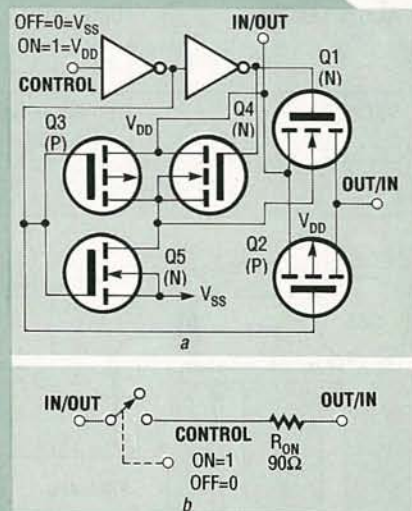 OFF=0=VSS
ON=1=VDD
CONTROL
IN/OUT
Q1
(N)
Q3
(P)
VDD
Q4
(N)
OUT/IN
Q5
(N)
VSS
Q2
(P)
VDD
a
IN/OUT
OUT/IN
CONTROL
ON=1
OFF=0
RON
90Ω
b